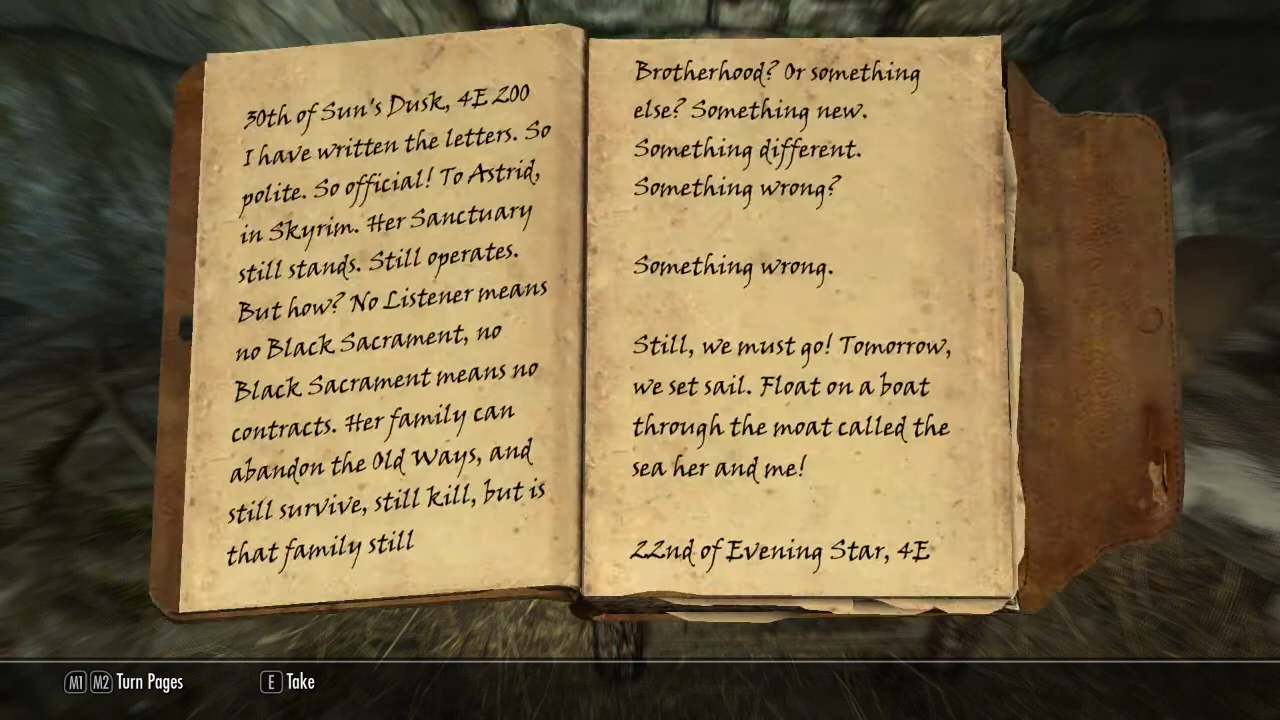 30th of Sun's Dusk, 4E 200
I have written the letters. So
polite. So official! To Astrid,
in Skyrim. Her Sanctuary
still stands. Still operates.
But how? No Listener means
no Black Sacrament, no
Black Sacrament means no
contracts. Her family can
abandon the Old Ways, and
still survive, still kill, but is
that family still
Brotherhood? Or something
else? Something new.
Something different.
Something wrong?
Something wrong.
Still, we must go! Tomorrow,
we set sail. Float on a boat
through the moat called the
sea her and me!
22nd of Evening Star, 4E
M1 M2 Turn Pages
E Take